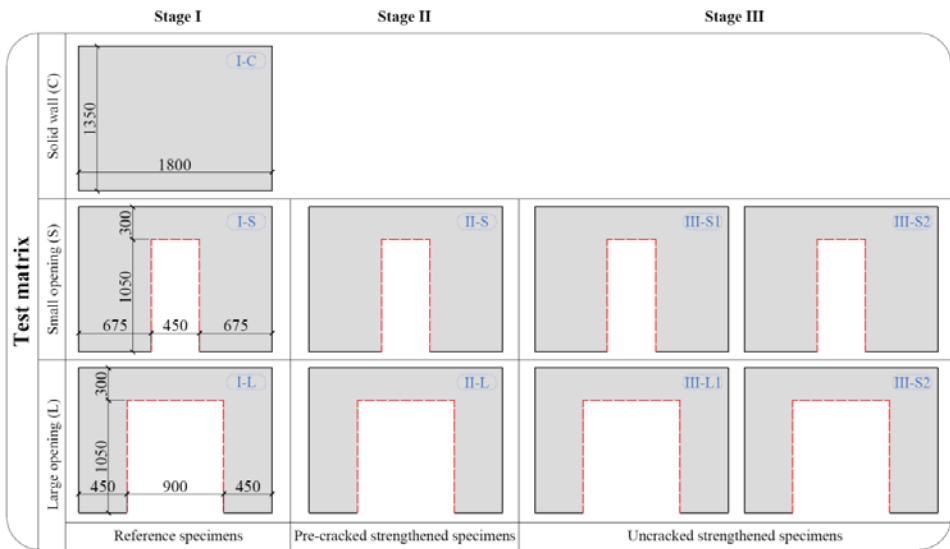 Stage I Stage II Stage III
Test matrix
Solid wall (C)
I-C
1350
1800
Small opening (S)
I-S
300
1050
675 450 675
II-S
III-S1
III-S2
Large opening (L)
I-L
300
1050
450 900 450
II-L
III-L1
III-S2
Reference specimens Pre-cracked strengthened specimens Uncracked strengthened specimens